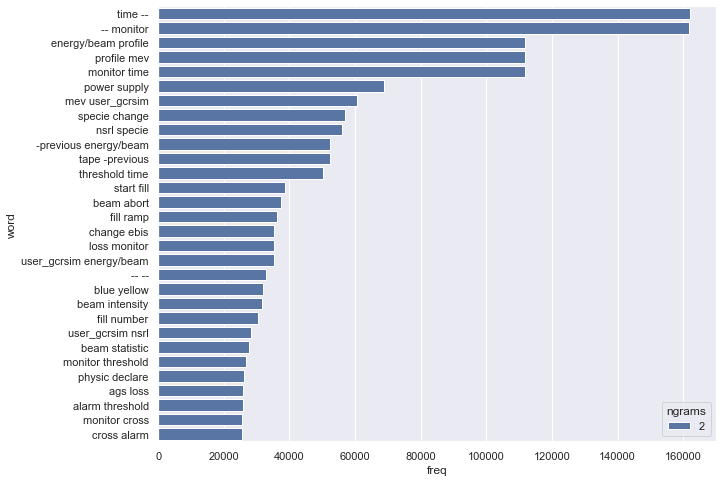 time --
-- monitor
energy/beam profile
profile mev
monitor time
power supply
mev user_gcrsim
specie change
nsrl specie
-previous energy/beam
tape -previous
threshold time
start fill
beam abort
fill ramp
change ebis
loss monitor
user_gcrsim energy/beam
-- --
blue yellow
beam intensity
fill number
user_gcrsim nsrl
beam statistic
monitor threshold
physic declare
ags loss
alarm threshold
monitor cross
cross alarm
word
ngrams
2
0 20000 40000 60000 80000 100000 120000 140000 160000
freq